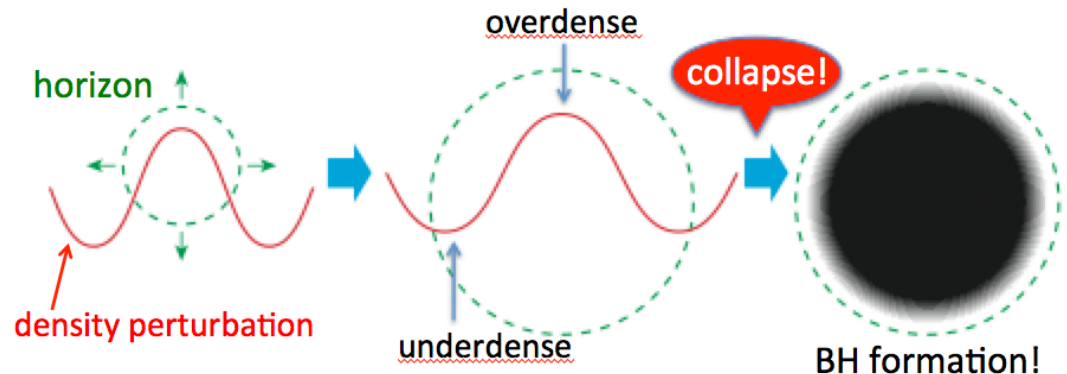 horizon
density perturbation
overdense
underdense
collapse!
BH formation!